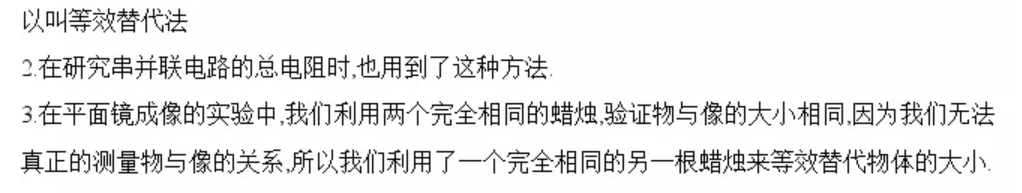 以叫等效替代法
2.在研究串并联电路的总电阻时,也用到了这种方法.
3.在平面镜成像的实验中,我们利用两个完全相同的蜡烛,验证物与像的大小相同,因为我们无法
真正的测量物与像的关系,所以我们利用了一个完全相同的另一根蜡烛来等效替代物体的大小.